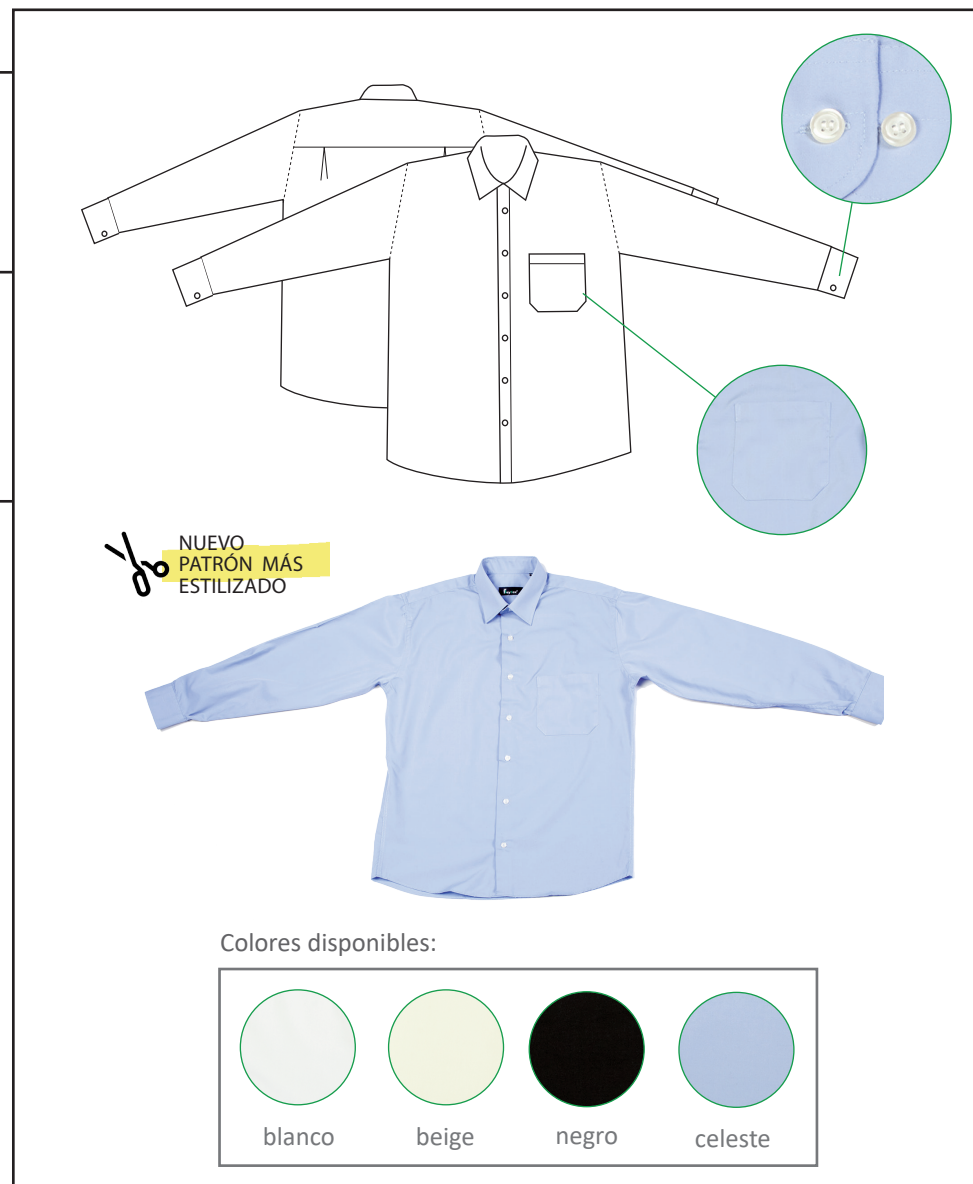 NUEVO
PATRÓN MÁS
ESTILIZADO
Colores disponibles:
blanco beige negro celeste